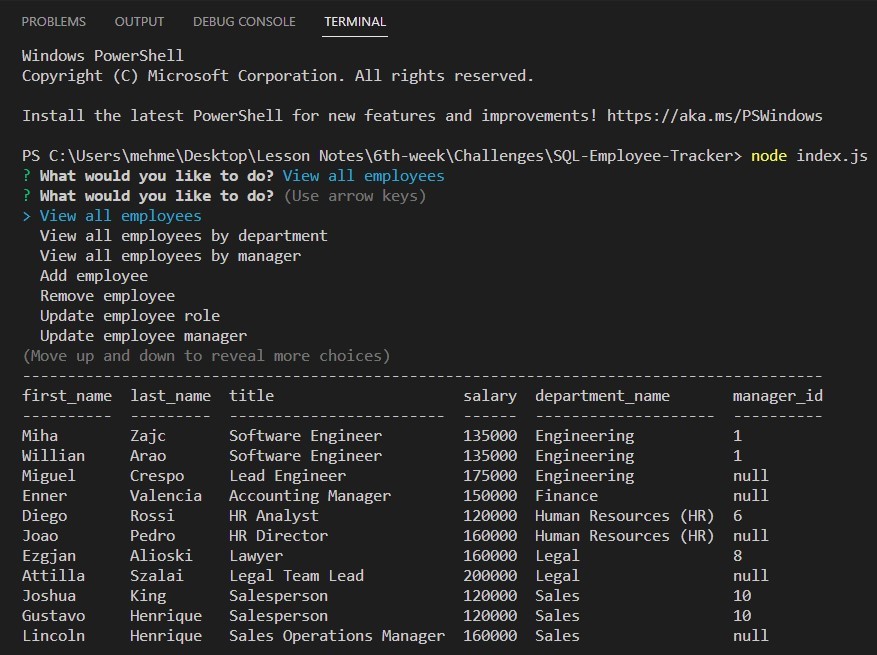 PROBLEMS OUTPUT DEBUG CONSOLE TERMINAL
Windows PowerShell
Copyright (C) Microsoft Corporation. All rights reserved.
Install the latest PowerShell for new features and improvements! https://aka.ms/PSWindows
PS C:\Users\mehme\Desktop\Lesson Notes\6th-week\Challenges\SQL-Employee-Tracker> node index.js
? What would you like to do? View all employees
? What would you like to do? (Use arrow keys)
> View all employees
  View all employees by department
  View all employees by manager
  Add employee
  Remove employee
  Update employee role
  Update employee manager
(Move up and down to reveal more choices)
-----------------------------------------------------------------------------------------
first_name  last_name  title                     salary  department_name       manager_id
----------  ---------  ------------------------  ------  --------------------  ----------
Miha        Zajc       Software Engineer         135000  Engineering           1
Willian     Arao       Software Engineer         135000  Engineering           1
Miguel      Crespo     Lead Engineer             175000  Engineering           null
Enner       Valencia   Accounting Manager        150000  Finance               null
Diego       Rossi      HR Analyst                120000  Human Resources (HR)  6
Joao        Pedro      HR Director               160000  Human Resources (HR)  null
Ezgjan      Alioski    Lawyer                    160000  Legal                 8
Attilla     Szalai     Legal Team Lead           200000  Legal                 null
Joshua      King       Salesperson               120000  Sales                 10
Gustavo     Henrique   Salesperson               120000  Sales                 10
Lincoln     Henrique   Sales Operations Manager  160000  Sales                 null